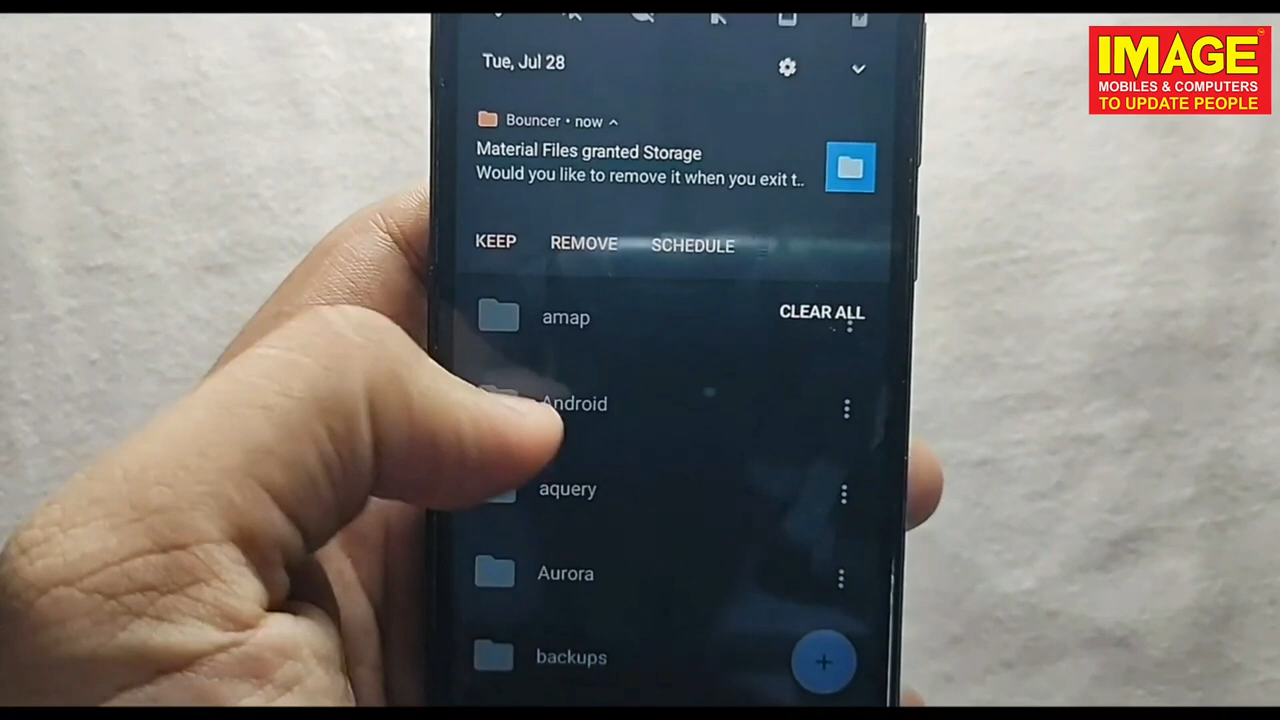 IMAGE
MOBILES & COMPUTERS
TO UPDATE PEOPLE
Tue, Jul 28
Bouncer • now
Material Files granted Storage
Would you like to remove it when you exit t..
KEEP REMOVE SCHEDULE
CLEAR ALL
amap
Android
aquery
Aurora
backups